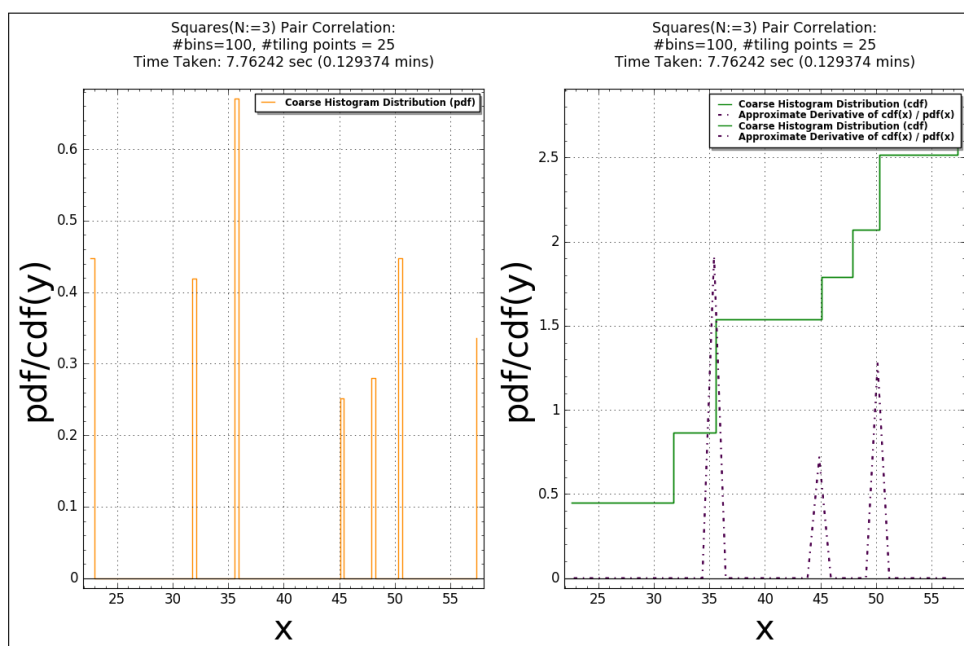 Squares(N:=3) Pair Correlation:
#bins=100, #tiling points = 25
Time Taken: 7.76242 sec (0.129374 mins)
Coarse Histogram Distribution (pdf)
pdf/cdf(y)
0.6
0.5
0.4
0.3
0.2
0.1
0
25 30 35 40 45 50 55
x
Squares(N:=3) Pair Correlation:
#bins=100, #tiling points = 25
Time Taken: 7.76242 sec (0.129374 mins)
Coarse Histogram Distribution (cdf)
Approximate Derivative of cdf(x) / pdf(x)
Coarse Histogram Distribution (cdf)
Approximate Derivative of cdf(x) / pdf(x)
pdf/cdf(y)
2.5
2
1.5
1
0.5
0
25 30 35 40 45 50 55
x